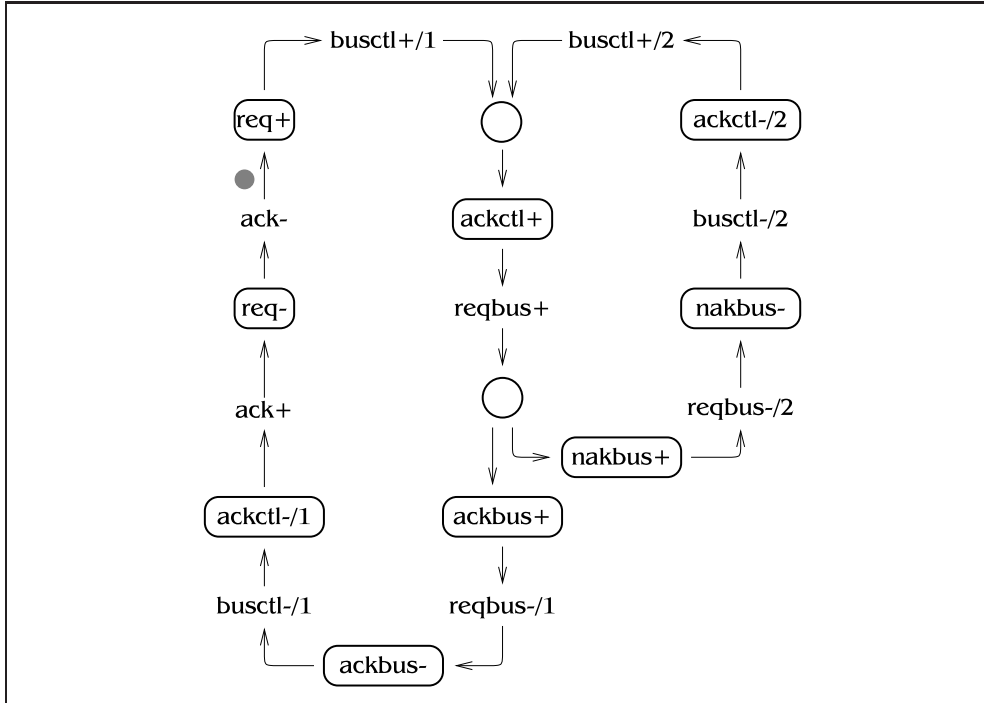 busctl+/1
busctl+/2
req+
ackctl-/2
ack-
ackctl+
busctl-/2
req-
reqbus+
nakbus-
ack+
reqbus-/2
nakbus+
ackctl-/1
ackbus+
busctl-/1
reqbus-/1
ackbus-